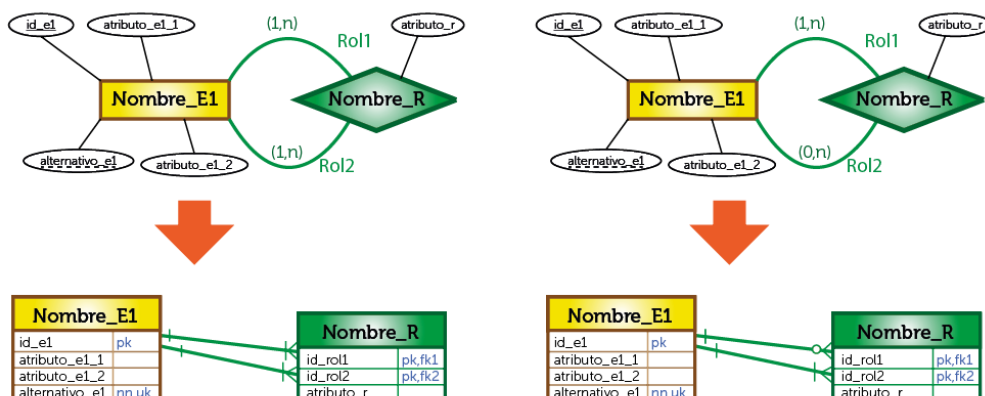 id_e1
atributo_e1_1
(1,n)
Rol1
atributo_r
Nombre_E1
Nombre_R
alternativo_e1
atributo_e1_2
(1,n)
Rol2
id_e1
atributo_e1_1
(1,n)
Rol1
atributo_r
Nombre_E1
Nombre_R
alternativo_e1
atributo_e1_2
(0,n)
Rol2
Nombre_E1
id_e1 pk
atributo_e1_1
atributo_e1_2
alternativo_e1 nn,uk
Nombre_R
id_rol1 pk,fk1
id_rol2 pk,fk2
atributo_r
Nombre_E1
id_e1 pk
atributo_e1_1
atributo_e1_2
alternativo_e1 nn,uk
Nombre_R
id_rol1 pk,fk1
id_rol2 pk,fk2
atributo_r